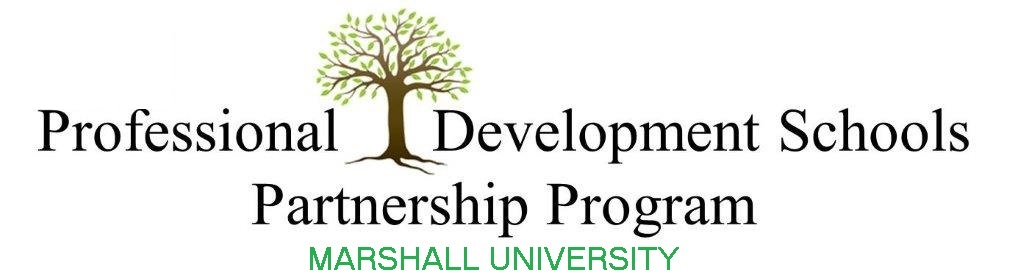 Professional Development Schools
Partnership Program
MARSHALL UNIVERSITY